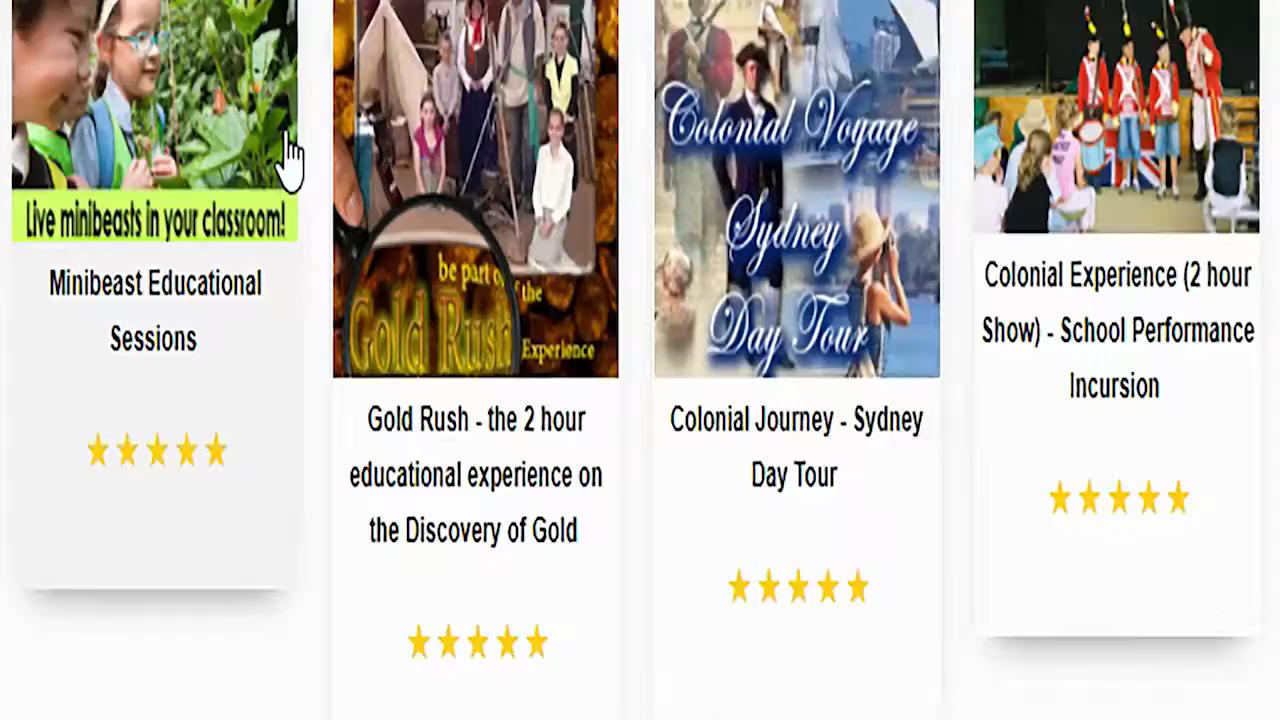 Live minibeasts in your classroom!
Minibeast Educational
Sessions
be part of the
Gold Rush
Experience
Gold Rush - the 2 hour
educational experience on
the Discovery of Gold
Colonial Voyage
Sydney
Day Tour
Colonial Journey - Sydney
Day Tour
Colonial Experience (2 hour
Show) - School Performance
Incursion